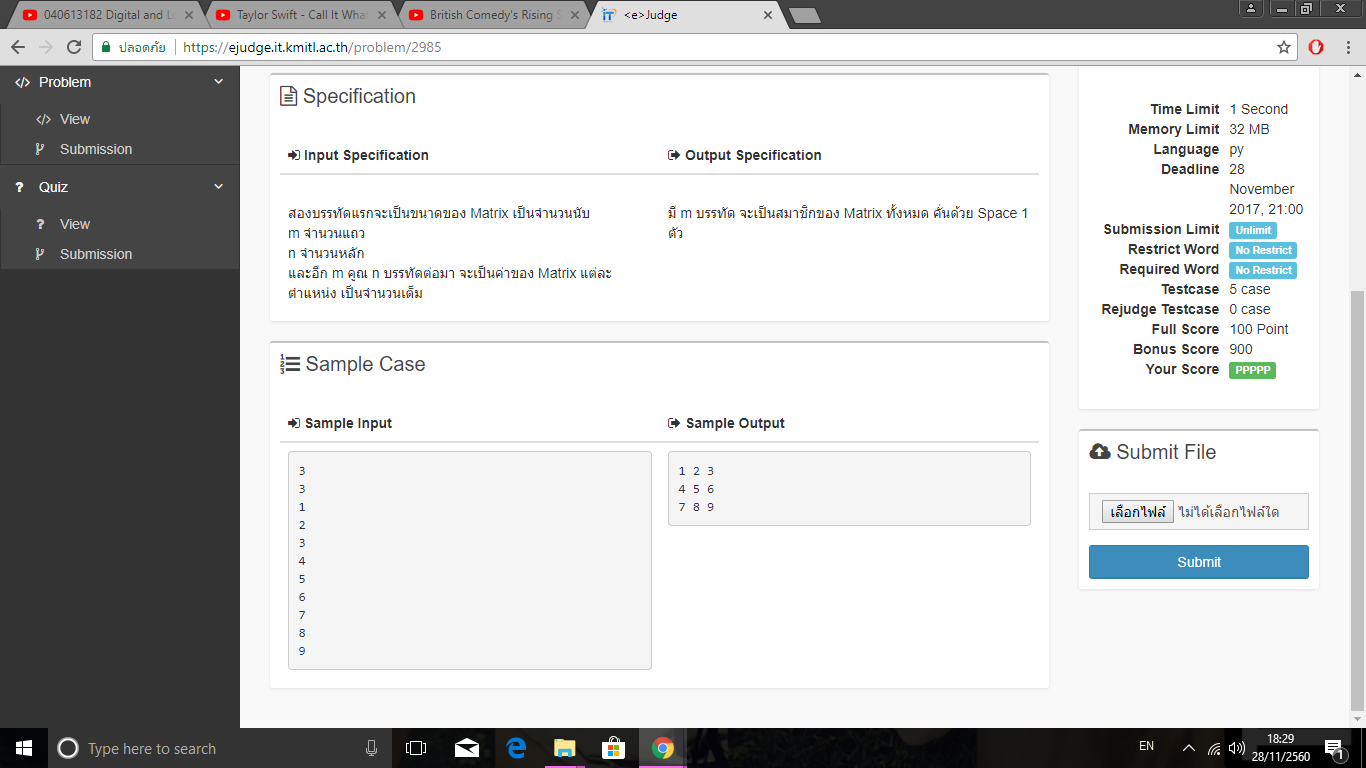 040613182 Digital and Lo
Taylor Swift - Call It What
British Comedy's Rising S
<e>Judge
ปลอดภัย
https://ejudge.it.kmitl.ac.th/problem/2985
Problem
View
Submission
Quiz
View
Submission
Specification
Input Specification
สองบรรทัดแรกจะเป็นขนาดของ Matrix เป็นจำนวนนับ
m จำนวนแถว
n จำนวนหลัก
และอีก m คูณ n บรรทัดต่อมา จะเป็นค่าของ Matrix แต่ละ
ตำแหน่ง เป็นจำนวนเต็ม
Output Specification
มี m บรรทัด จะเป็นสมาชิกของ Matrix ทั้งหมด คั่นด้วย Space 1
ตัว
Sample Case
Sample Input
3
3
1
2
3
4
5
6
7
8
9
Sample Output
1 2 3
4 5 6
7 8 9
Time Limit 1 Second
Memory Limit 32 MB
Language py
Deadline 28
November
2017, 21:00
Submission Limit Unlimit
Restrict Word No Restrict
Required Word No Restrict
Testcase 5 case
Rejudge Testcase 0 case
Full Score 100 Point
Bonus Score 900
Your Score PPPPP
Submit File
เลือกไฟล์ ไม่ได้เลือกไฟล์ใด
Submit
Type here to search
EN
18:29
28/11/2560
1